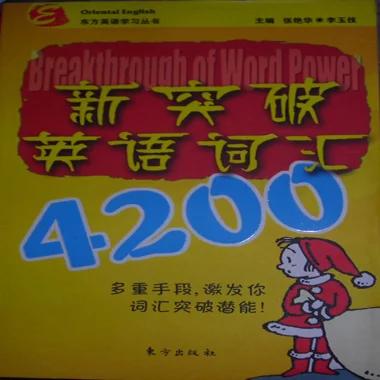 Oriental English
东方英语学习丛书
主编 张艳华 李玉技
Breakthrough of Word Power
新突破
英语词汇
4200
多重手段,激发你
词汇突破潜能!
东方出版社